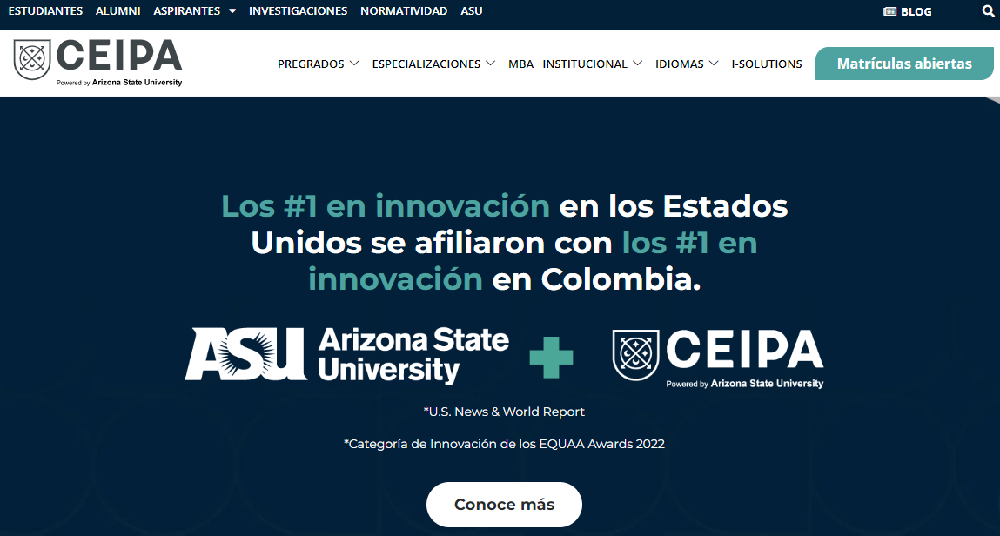 ESTUDIANTES ALUMNI ASPIRANTES INVESTIGACIONES NORMATIVIDAD ASU BLOG
CEIPA
Powered by Arizona State University
PREGRADOS ESPECIALIZACIONES MBA INSTITUCIONAL IDIOMAS I-SOLUTIONS Matrículas abiertas
Los #1 en innovación en los Estados
Unidos se afiliaron con los #1 en
innovación en Colombia.
ASU Arizona State
University
CEIPA
Powered by Arizona State University
*U.S. News & World Report
*Categoría de Innovación de los EQUAA Awards 2022
Conoce más